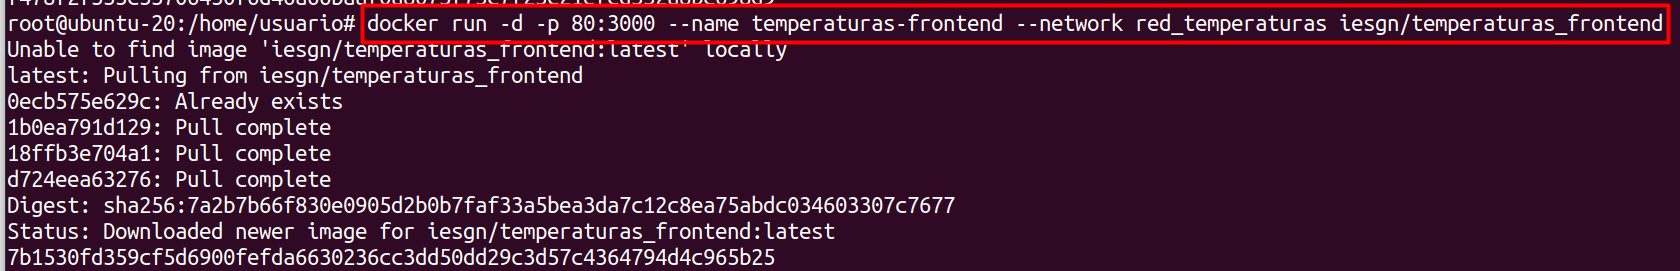 root@ubuntu-20:/home/usuario# docker run -d -p 80:3000 --name temperaturas-frontend --network red_temperaturas iesgn/temperaturas_frontend
Unable to find image 'iesgn/temperaturas_frontend:latest' locally
latest: Pulling from iesgn/temperaturas_frontend
0ecb575e629c: Already exists
1b0ea791d129: Pull complete
18ffb3e704a1: Pull complete
d724eea63276: Pull complete
Digest: sha256:7a2b7b66f830e0905d2b0b7faf33a5bea3da7c12c8ea75abdc034603307c7677
Status: Downloaded newer image for iesgn/temperaturas_frontend:latest
7b1530fd359cf5d6900fefda6630236cc3dd50dd29c3d57c4364794d4c965b25